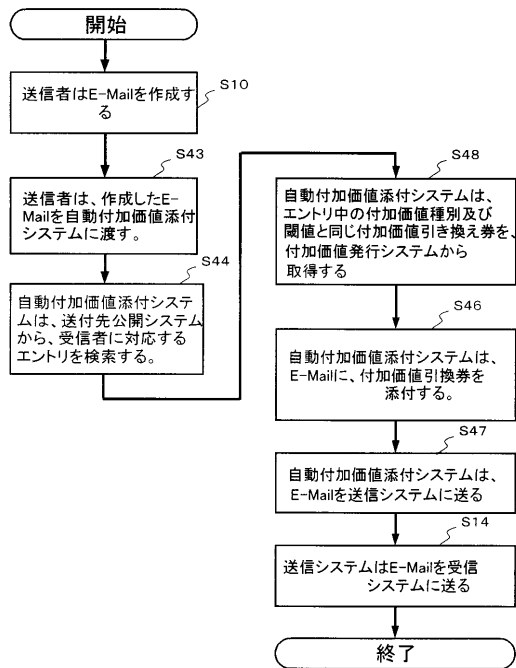 開始
S10
送信者はE-Mailを作成す
る
S43
送信者は、作成したE-
Mailを自動付加価値添付
システムに渡す。
S44
自動付加価値添付システ
ムは、送付先公開システム
から、受信者に対応する
エントリを検索する。
S48
自動付加価値添付システムは、
エントリ中の付加価値種別及び
閾値と同じ付加価値引き換え券を、
付加価値発行システムから
取得する
S46
自動付加価値添付システムは、
E-Mailに、付加価値引換券を
添付する。
S47
自動付加価値添付システムは、
E-Mailを送信システムに送る
S14
送信システムはE-Mailを受信
システムに送る
終了